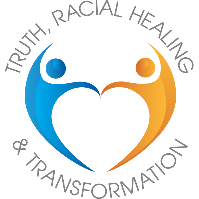 TRUTH, RACIAL HEALING
& TRANSFORMATION